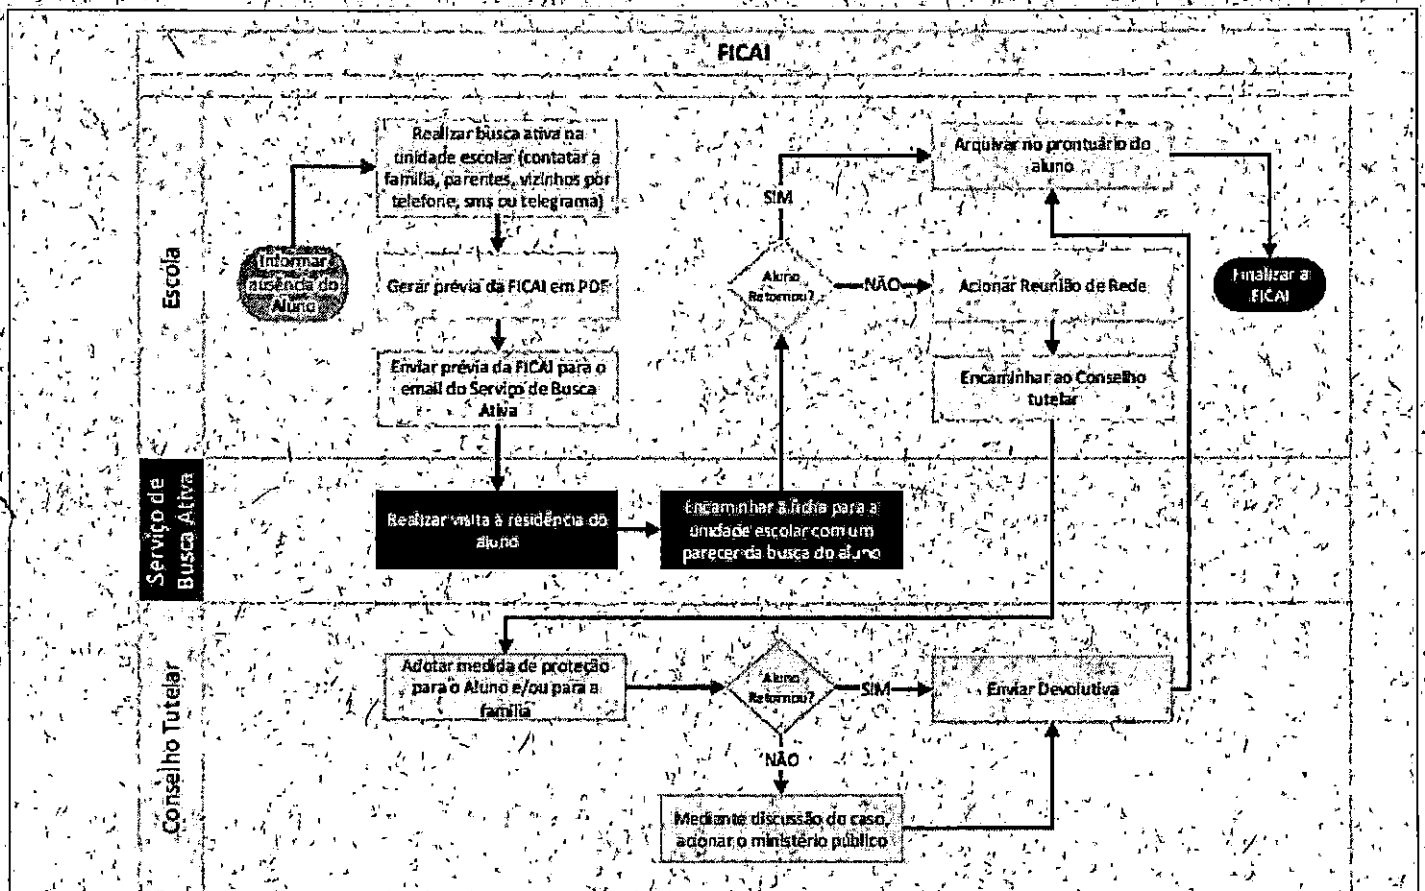 FICAI
Escola
Informar
ausência do
Aluno
Realizar busca ativa na
unidade escolar (contatar a
família, parentes, vizinhos por
telefone, sms ou telegrama)
Gerar prévia da FICAI em PDF
Enviar prévia da FICAI para o
email do Serviço de Busca
Ativa
SIM
Aluno
Retornou?
NÃO
Arquivar no prontuário do
aluno
Acionar Reunião de Rede
Encaminhar ao Conselho
tutelar
Finalizar a
FICAI
Serviço de
Busca Ativa
Realizar visita à residência do
aluno
Encaminhar a ficha para a
unidade escolar com um
parecer da busca do aluno
Conselho Tutelar
Adotar medida de proteção
para o Aluno e/ou para a
família
Aluno
Retornou?
SIM
Enviar Devolutiva
NÃO
Mediante discussão do caso,
acionar o ministério público